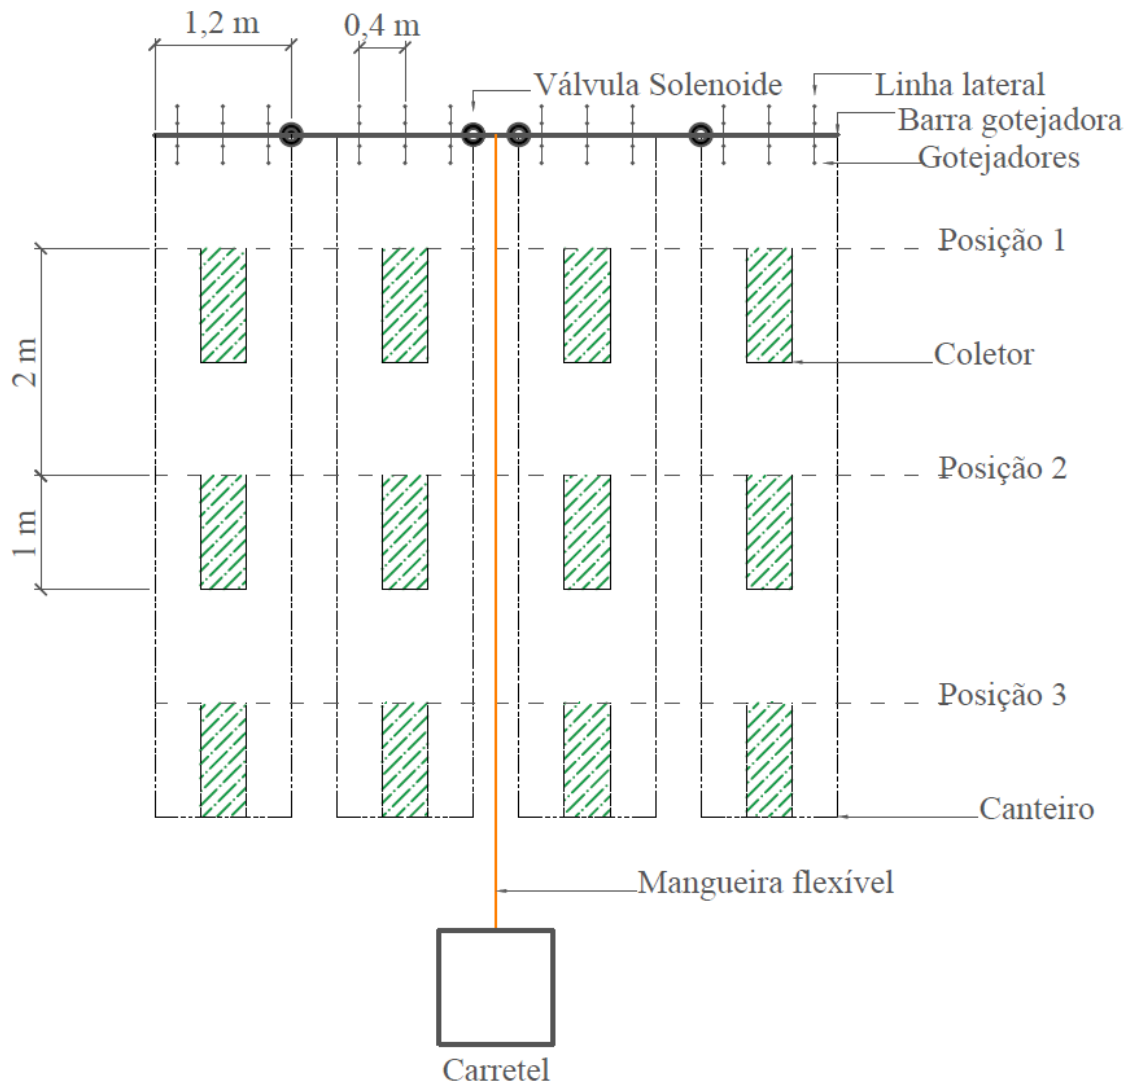 1,2 m
0,4 m
Válvula Solenoide
Linha lateral
Barra gotejadora
Gotejadores
Posição 1
2 m
Coletor
Posição 2
1 m
Posição 3
Canteiro
Mangueira flexível
Carretel